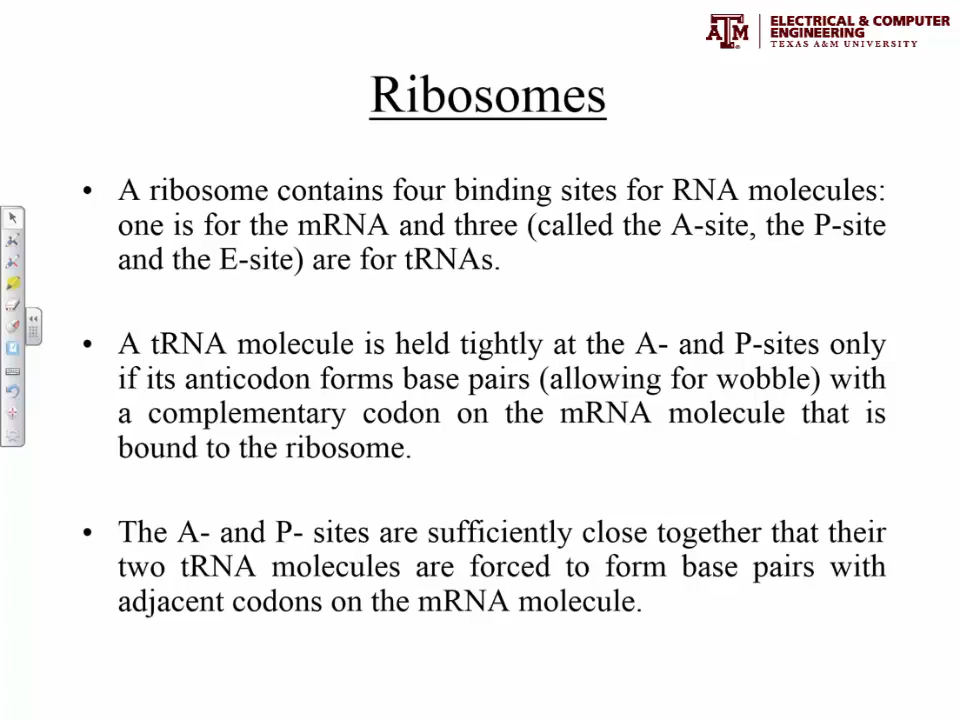 ELECTRICAL & COMPUTER
ENGINEERING
TEXAS A&M UNIVERSITY
Ribosomes
• A ribosome contains four binding sites for RNA molecules:
one is for the mRNA and three (called the A-site, the P-site
and the E-site) are for tRNAs.
• A tRNA molecule is held tightly at the A- and P-sites only
if its anticodon forms base pairs (allowing for wobble) with
a complementary codon on the mRNA molecule that is
bound to the ribosome.
• The A- and P- sites are sufficiently close together that their
two tRNA molecules are forced to form base pairs with
adjacent codons on the mRNA molecule.